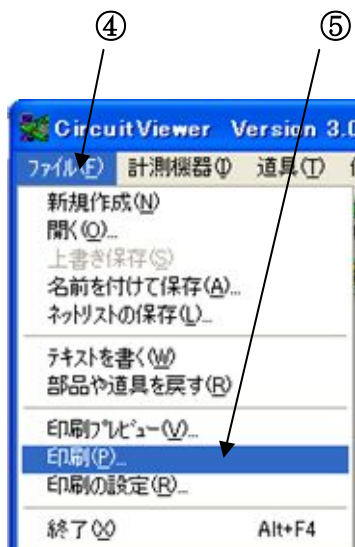 ④ ⑤
CircuitViewer Version 3.0
ファイル(F) 計測機器(I) 道具(T)
新規作成(N)
開く(O)...
上書き保存(S)
名前を付けて保存(A)...
ネットリストの保存(L)...
テキストを書く(W)
部品や道具を戻す(R)
印刷プレビュー(V)...
印刷(P)...
印刷の設定(R)...
終了(X) Alt+F4